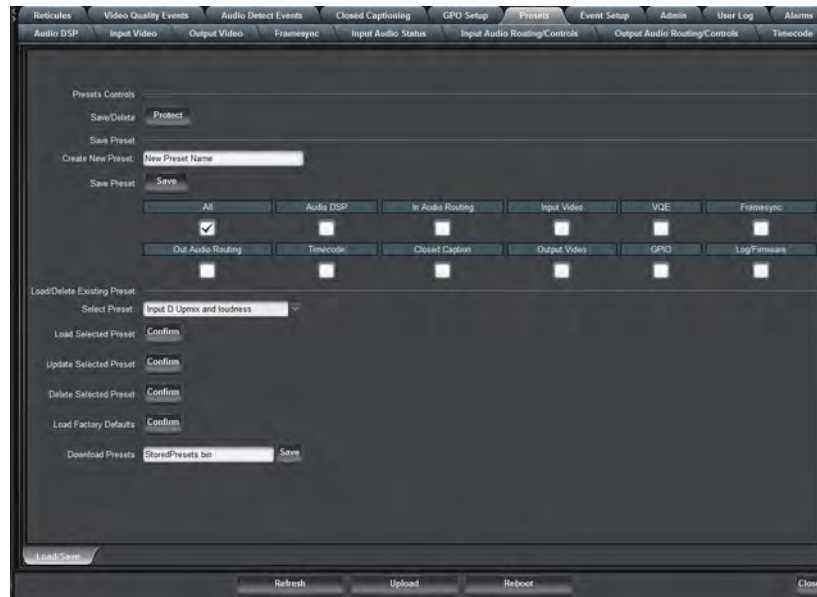 Reticules Video Quality Events Audio Detect Events Closed Captioning GPO Setup Presets Event Setup Admin User Log Alarms
Audio DSP Input Video Output Video Framesync Input Audio Status Input Audio Routing/Controls Output Audio Routing/Controls Timecode
Presets Controls
Save/Delete Protect
Save Preset
Create New Preset: New Preset Name
Save Preset Save
All Audio DSP In Audio Routing Input Video VQE Framesync
Out Audio Routing Timecode Closed Caption Output Video GPIO Log/Firmware
Load/Delete Existing Preset
Select Preset: Input D Upmix and loudness
Load Selected Preset Confirm
Update Selected Preset Confirm
Delete Selected Preset Confirm
Load Factory Defaults Confirm
Download Presets StoredPresets.bin Save
Load/Save
Refresh Upload Reboot Close